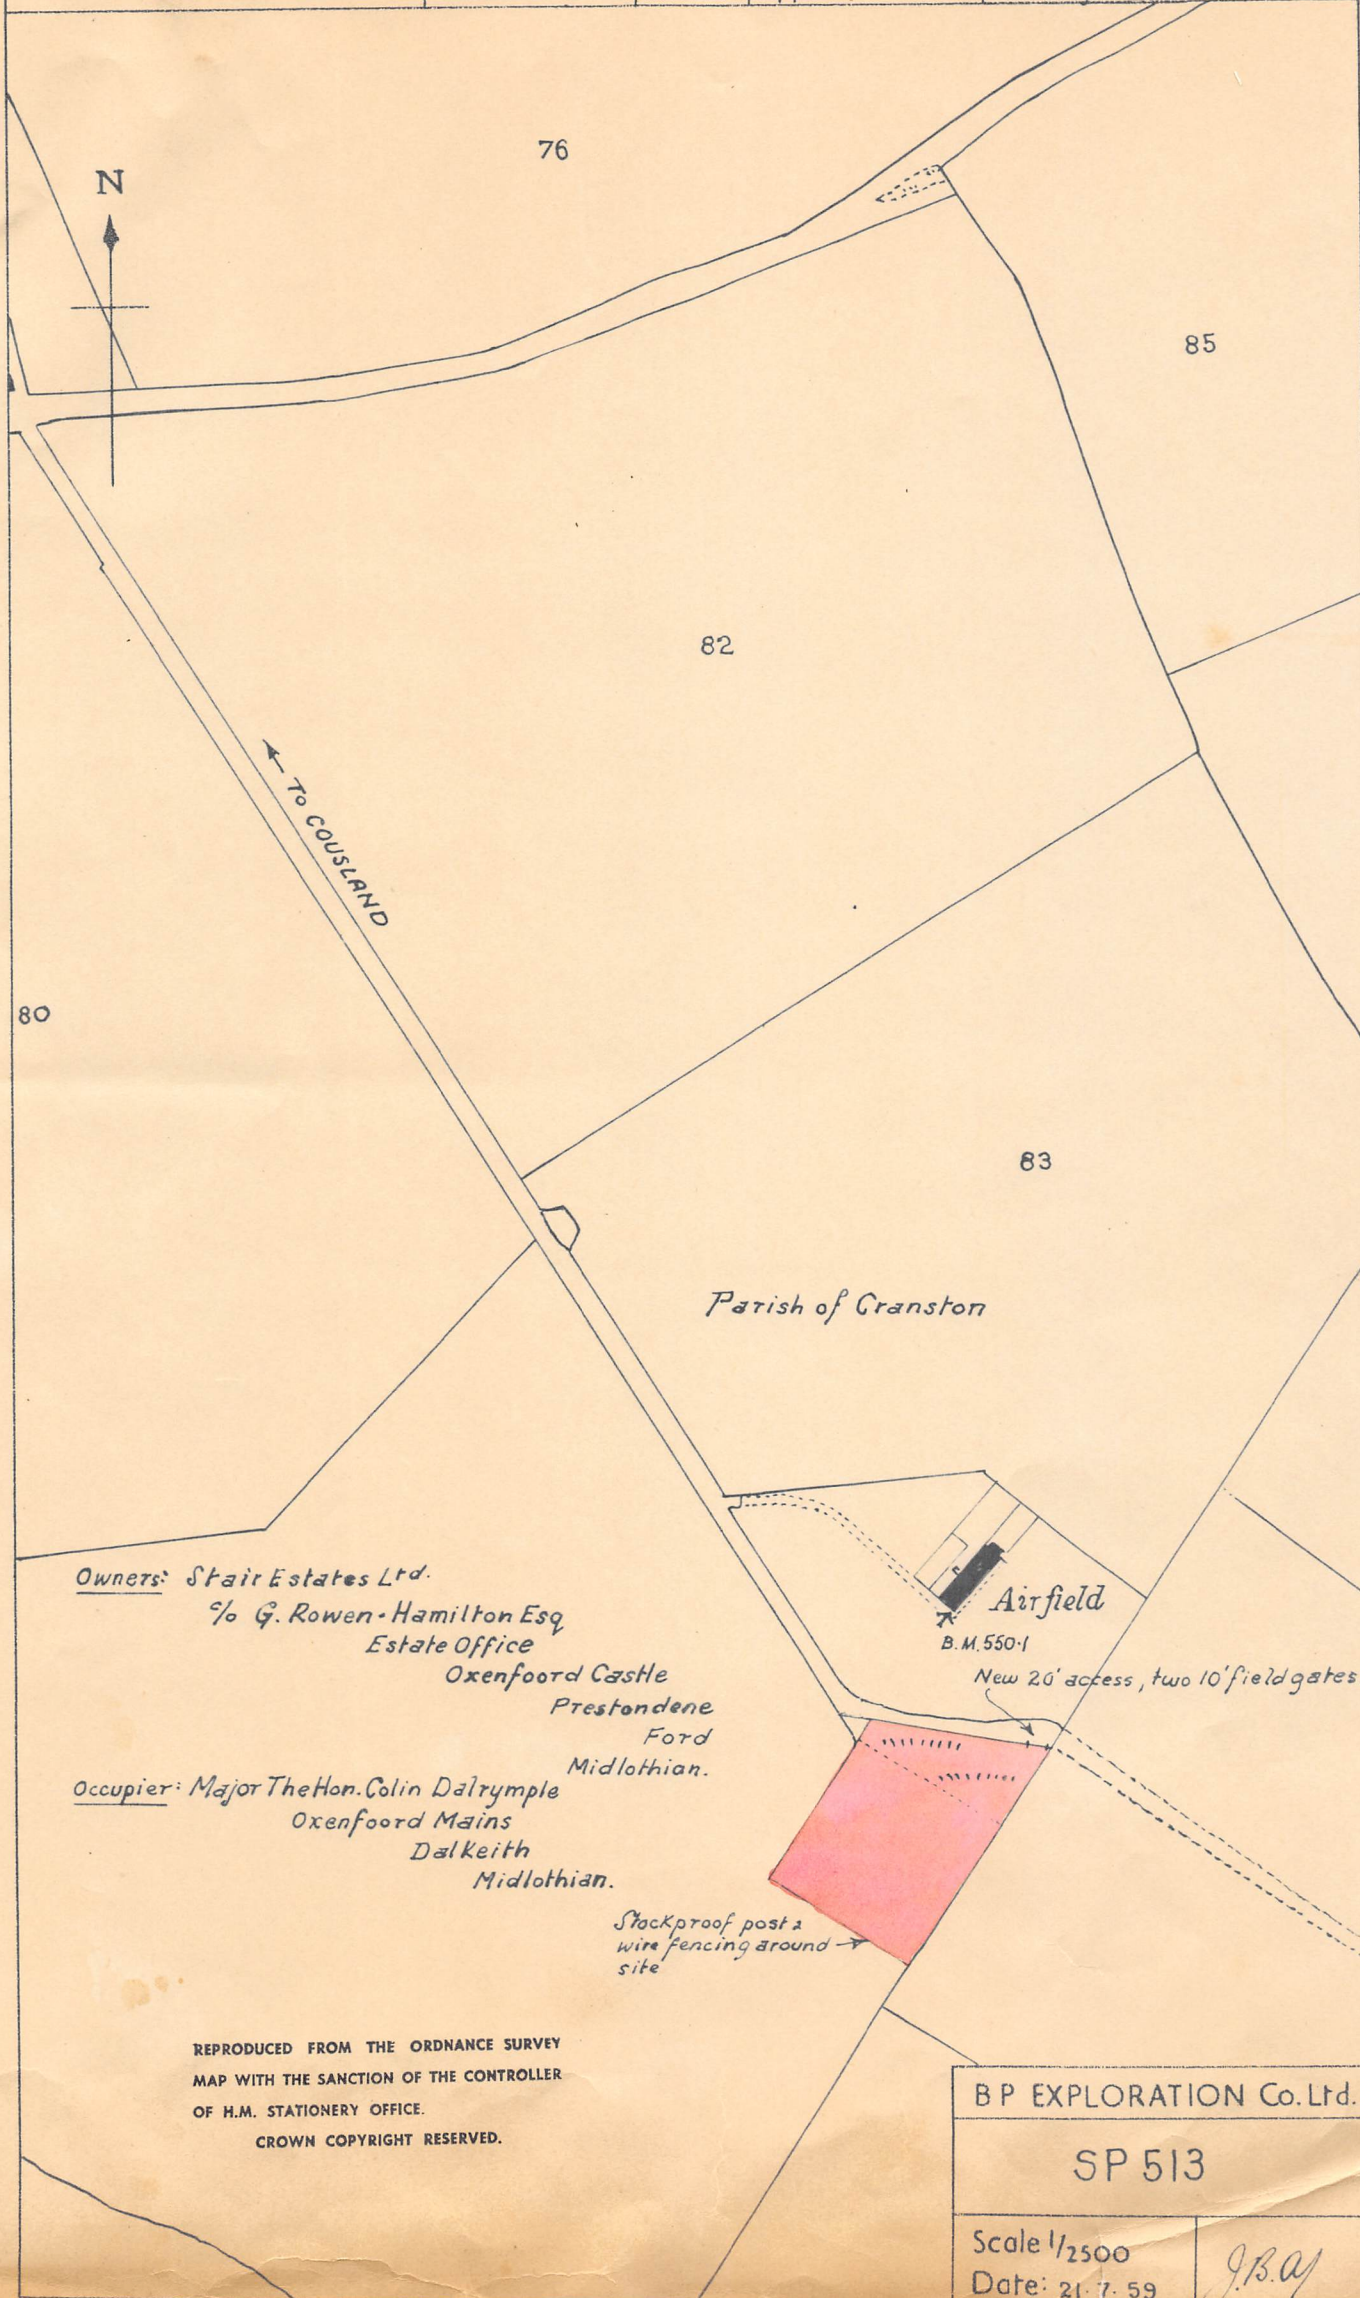 76
N
85
82
To COUSLAND
80
83
Parish of Cranston
Airfield
B.M. 550·1
New 20' access, two 10' field gates
Owners: Stair Estates Ltd.
c/o G. Rowen-Hamilton Esq
Estate Office
Oxenfoord Castle
Prestondene
Ford
Midlothian.
Occupier: Major The Hon. Colin Dalrymple
Oxenfoord Mains
Dalkeith
Midlothian.
Stockproof post &
wire fencing around
site
REPRODUCED FROM THE ORDNANCE SURVEY
MAP WITH THE SANCTION OF THE CONTROLLER
OF H.M. STATIONERY OFFICE.
CROWN COPYRIGHT RESERVED.
BP EXPLORATION Co. Ltd.
SP 513
Scale 1/2500
Date: 21.7.59